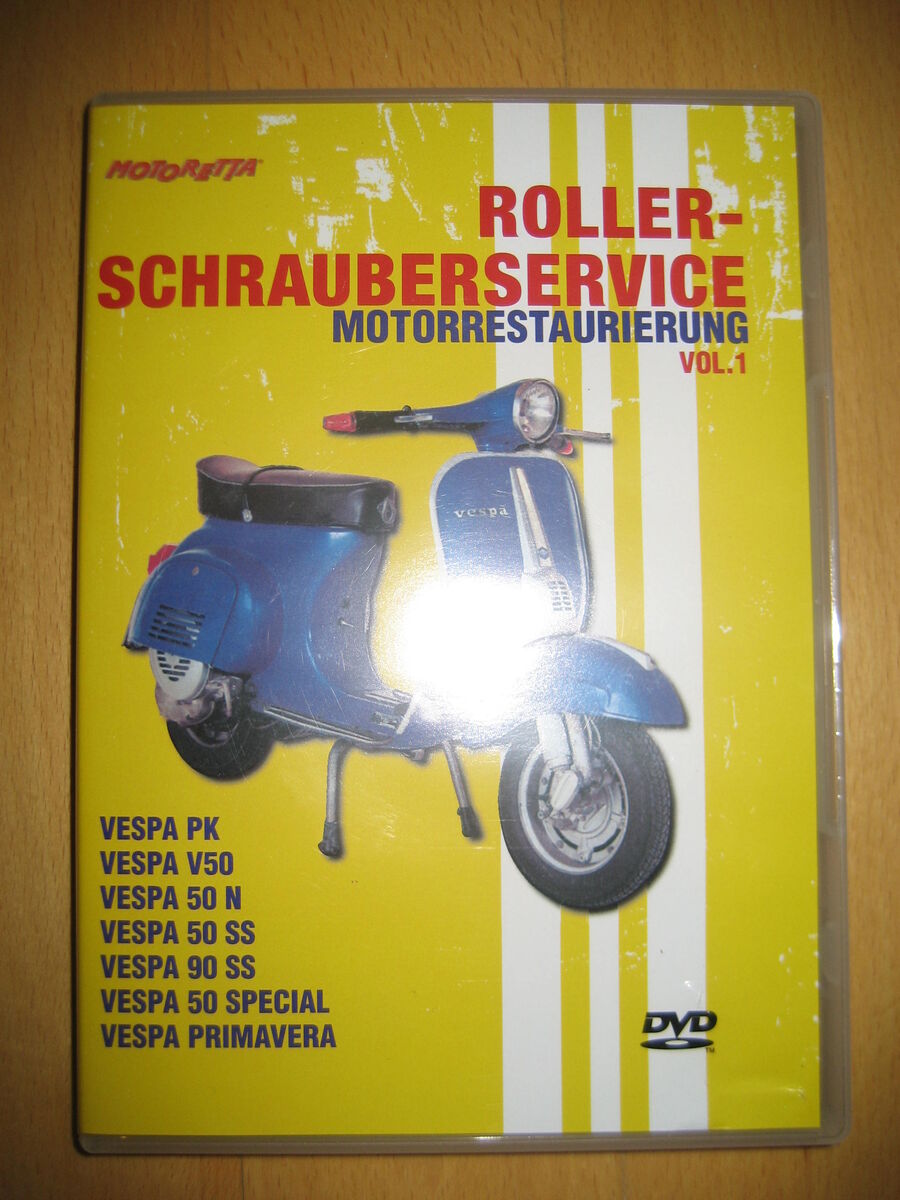 MOTORETTA
ROLLER-
SCHRAUBERSERVICE
MOTORRESTAURIERUNG
VOL.1
vespa
VESPA PK
VESPA V50
VESPA 50 N
VESPA 50 SS
VESPA 90 SS
VESPA 50 SPECIAL
VESPA PRIMAVERA
DVD
TM